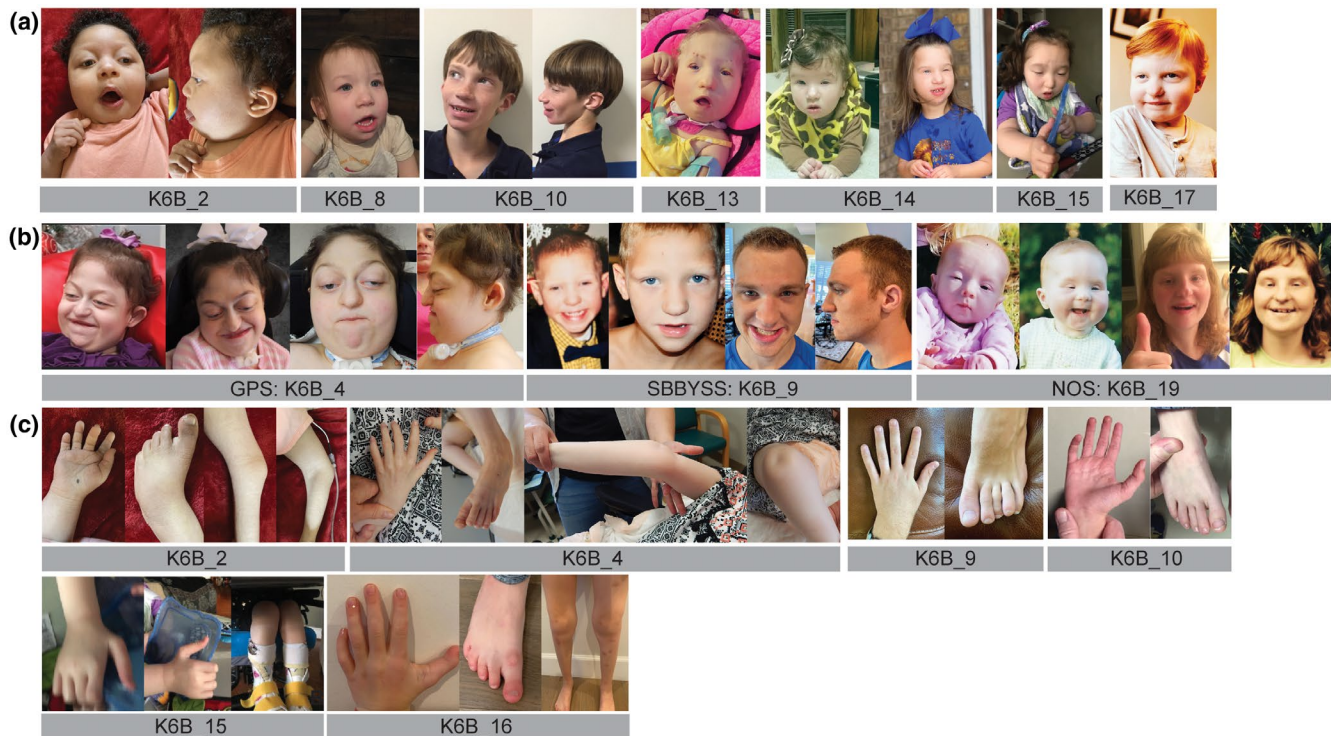 (a)
K6B_2 K6B_8 K6B_10 K6B_13 K6B_14 K6B_15 K6B_17
(b)
GPS: K6B_4 SBBYSS: K6B_9 NOS: K6B_19
(c)
K6B_2 K6B_4 K6B_9 K6B_10
K6B_15 K6B_16